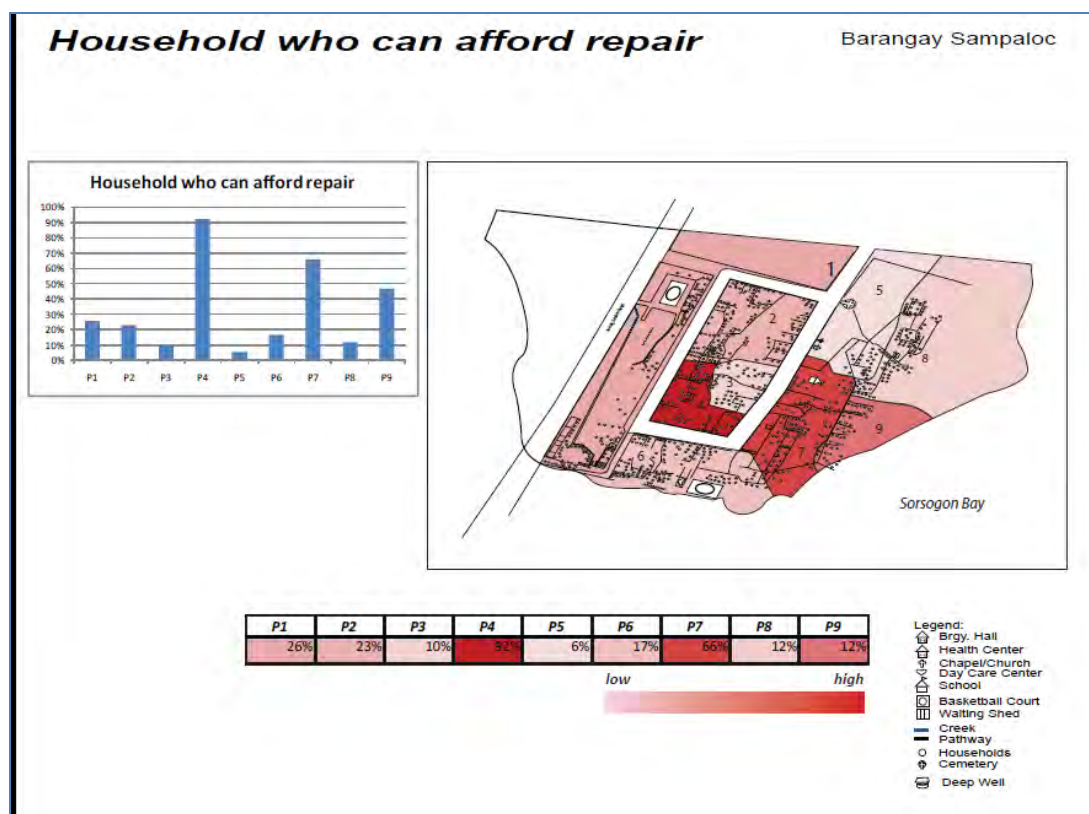 Household who can afford repair
Barangay Sampaloc
Household who can afford repair
100%
90%
80%
70%
60%
50%
40%
30%
20%
10%
0%
P1 P2 P3 P4 P5 P6 P7 P8 P9
1
2
5
8
3
9
7
6
Sorsogon Bay
P1 P2 P3 P4 P5 P6 P7 P8 P9
26% 23% 10% 92% 6% 17% 66% 12% 12%
low high
Legend:
Brgy. Hall
Health Center
Chapel/Church
Day Care Center
School
Basketball Court
Waiting Shed
Creek
Pathway
Households
Cemetery
Deep Well